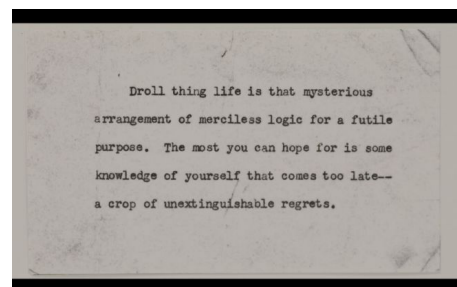 Droll thing life is that mysterious
arrangement of merciless logic for a futile
purpose. The most you can hope for is some
knowledge of yourself that comes too late--
a crop of unextinguishable regrets.